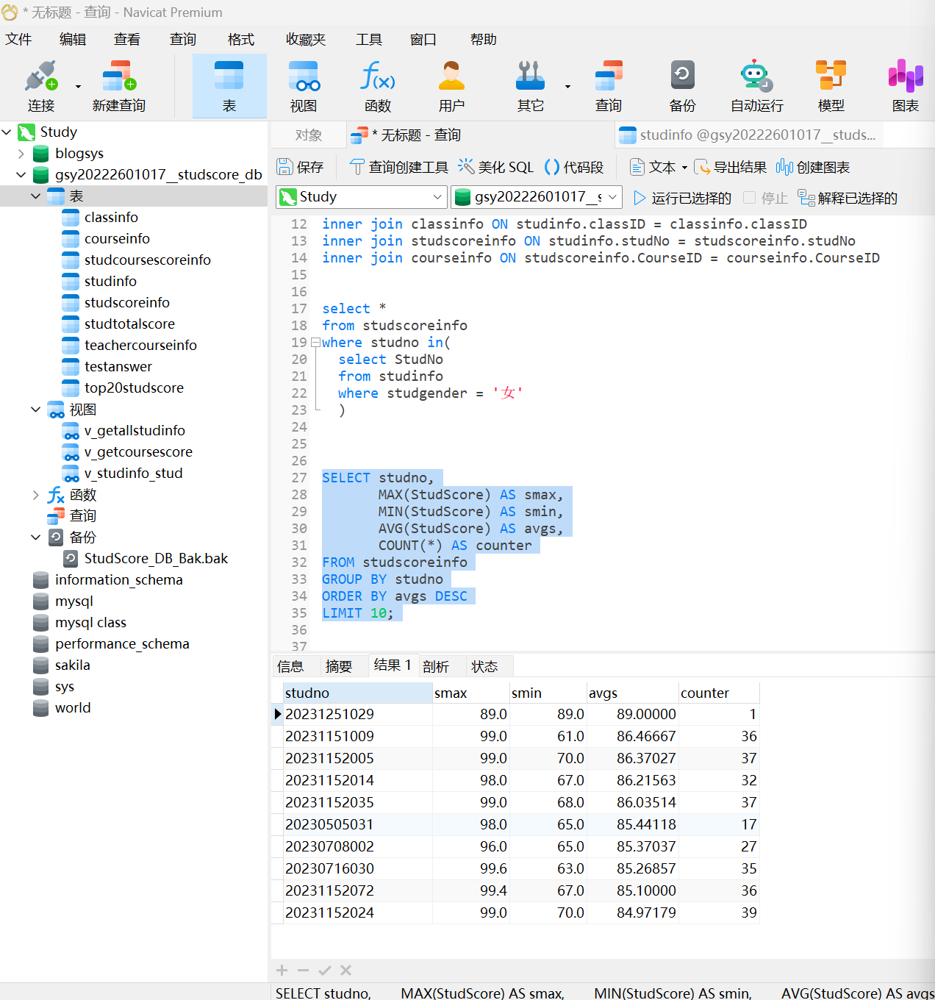 * 无标题 - 查询 - Navicat Premium
文件 编辑 查看 查询 格式 收藏夹 工具 窗口 帮助
连接 新建查询 表 视图 函数 用户 其它 查询 备份 自动运行 模型 图表
Study
blogsys
gsy20222601017__studscore_db
表
classinfo
courseinfo
studcoursescoreinfo
studinfo
studscoreinfo
studtotalscore
teachercourseinfo
testanswer
top20studscore
视图
v_getallstudinfo
v_getcoursescore
v_studinfo_stud
函数
查询
备份
StudScore_DB_Bak.bak
information_schema
mysql
mysql class
performance_schema
sakila
sys
world
对象 * 无标题 - 查询 studinfo @gsy20222601017__studs...
保存 查询创建工具 美化 SQL 代码段 文本 导出结果 创建图表
Study gsy20222601017__s 运行已选择的 停止 解释已选择的
12 inner join classinfo ON studinfo.classID = classinfo.classID
13 inner join studscoreinfo ON studinfo.studNo = studscoreinfo.studNo
14 inner join courseinfo ON studscoreinfo.CourseID = courseinfo.CourseID
15
16
17 select *
18 from studscoreinfo
19 where studno in(
20 select StudNo
21 from studinfo
22 where studgender = '女'
23 )
24
25
26
27 SELECT studno,
28 MAX(StudScore) AS smax,
29 MIN(StudScore) AS smin,
30 AVG(StudScore) AS avgs,
31 COUNT(*) AS counter
32 FROM studscoreinfo
33 GROUP BY studno
34 ORDER BY avgs DESC
35 LIMIT 10;
36
37
信息 摘要 结果 1 剖析 状态
studno smax smin avgs counter
20231251029 89.0 89.0 89.00000 1
20231151009 99.0 61.0 86.46667 36
20231152005 99.0 70.0 86.37027 37
20231152014 98.0 67.0 86.21563 32
20231152035 99.0 68.0 86.03514 37
20230505031 98.0 65.0 85.44118 17
20230708002 96.0 65.0 85.37037 27
20230716030 99.6 63.0 85.26857 35
20231152072 99.4 67.0 85.10000 36
20231152024 99.0 70.0 84.97179 39
SELECT studno, MAX(StudScore) AS smax, MIN(StudScore) AS smin, AVG(StudScore) AS avgs